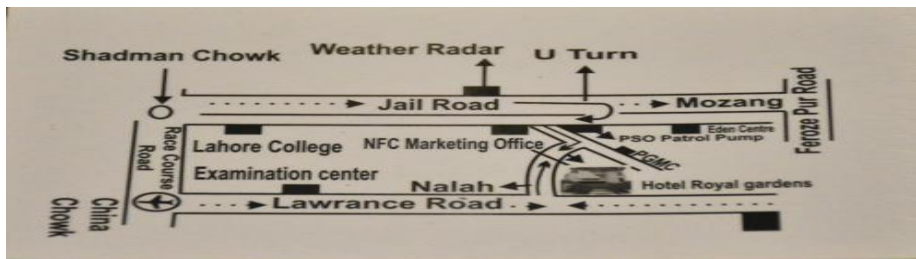 Shadman Chowk
Weather Radar
U Turn
Jail Road
Mozang
Feroze Pur Road
Race Course
Road
Lahore College
NFC Marketing Office
PSO Patrol Pump
Eden Centre
PGMC
Examination center
Nalah
Hotel Royal gardens
Lawrance Road
China
Chowk